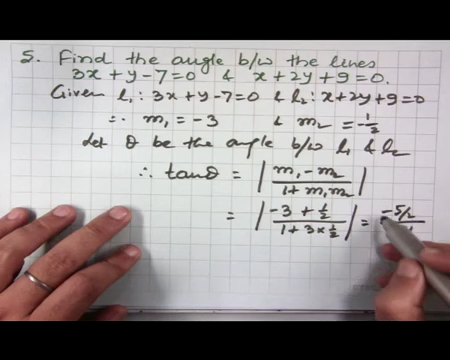 5. Find the angle b/w the lines
3x + y - 7 = 0 & x + 2y + 9 = 0.
Given l₁ : 3x + y - 7 = 0 & l₂ : x + 2y + 9 = 0
∴ m₁ = -3 & m₂ = -1/2
Let θ be the angle b/w l₁ & l₂
∴ tanθ = | m₁ - m₂ / 1 + m₁m₂ |
= | -3 + 1/2 / 1 + 3 × 1/2 | = -5/2